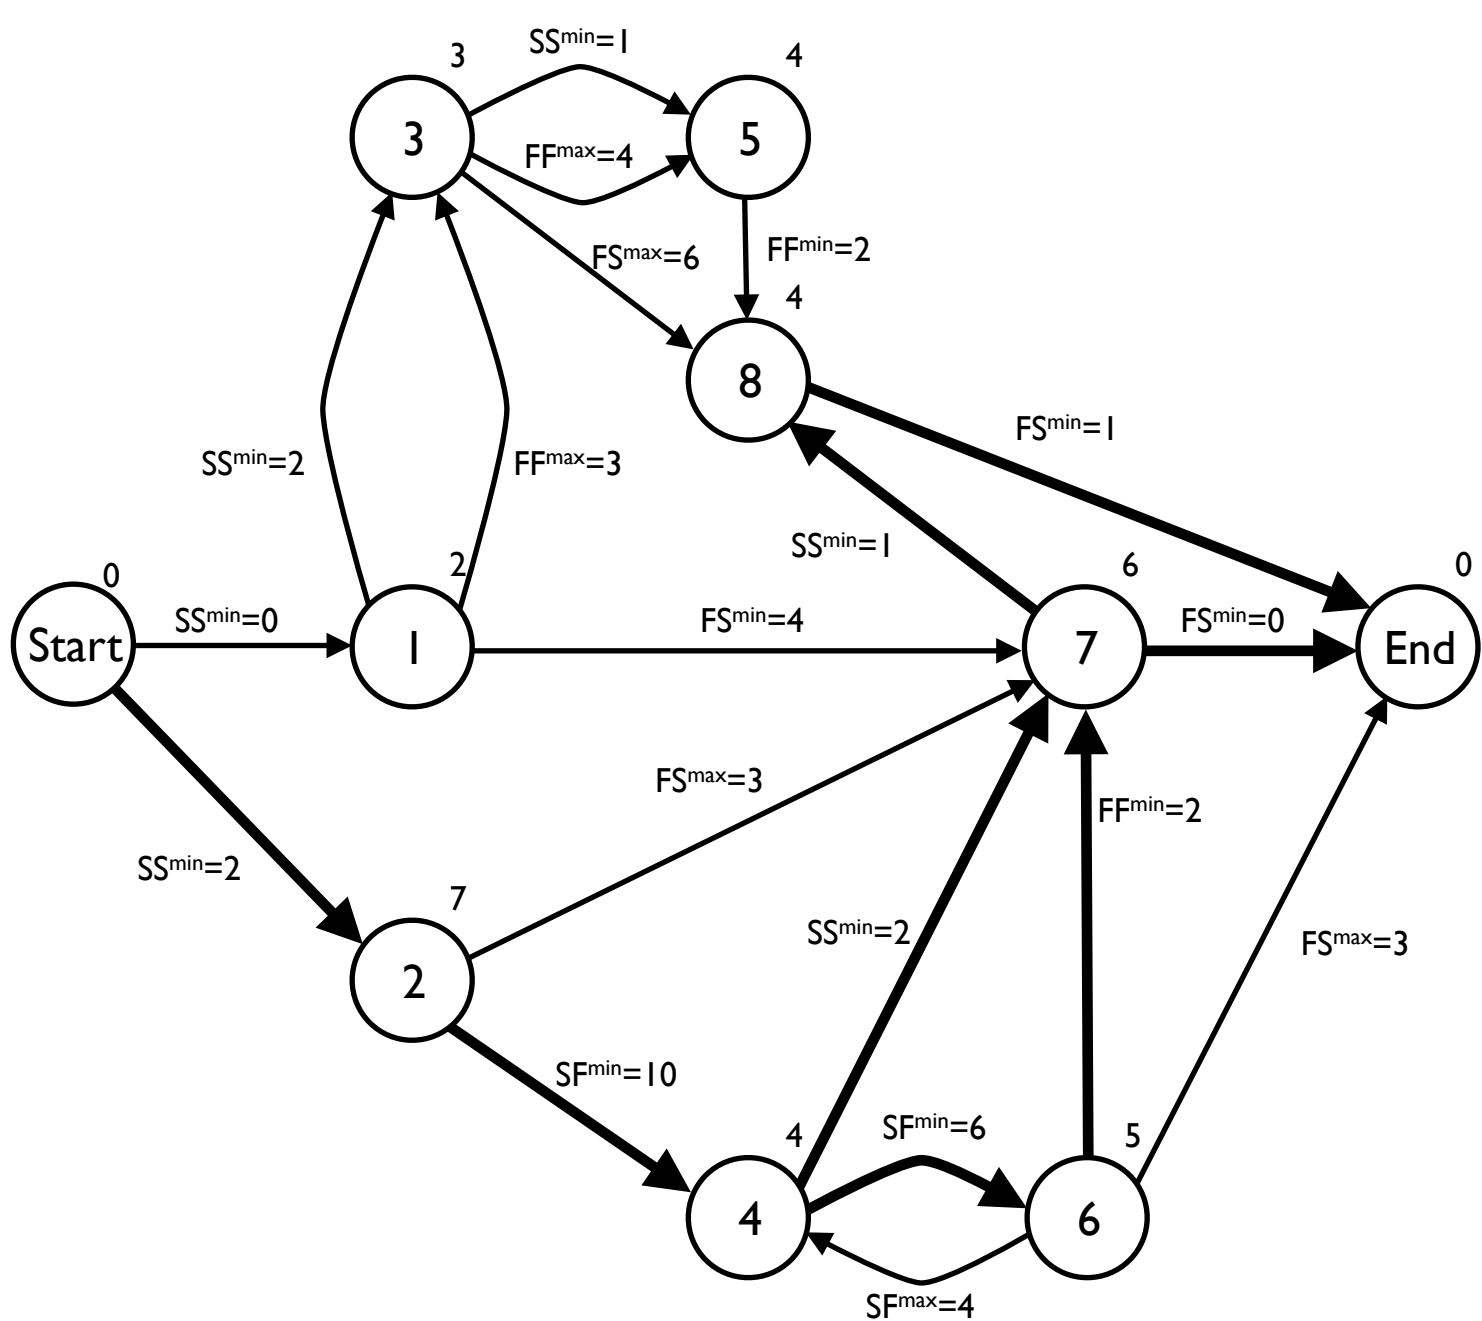 SSmin=1
3
4
3
5
FFmax=4
FSmax=6
FFmin=2
4
8
FSmin=1
SSmin=2
FFmax=3
SSmin=1
0
2
6
0
Start
SSmin=0
1
FSmin=4
7
FSmin=0
End
FSmax=3
FFmin=2
SSmin=2
7
2
SSmin=2
FSmax=3
SFmin=10
4
SFmin=6
5
4
6
SFmax=4